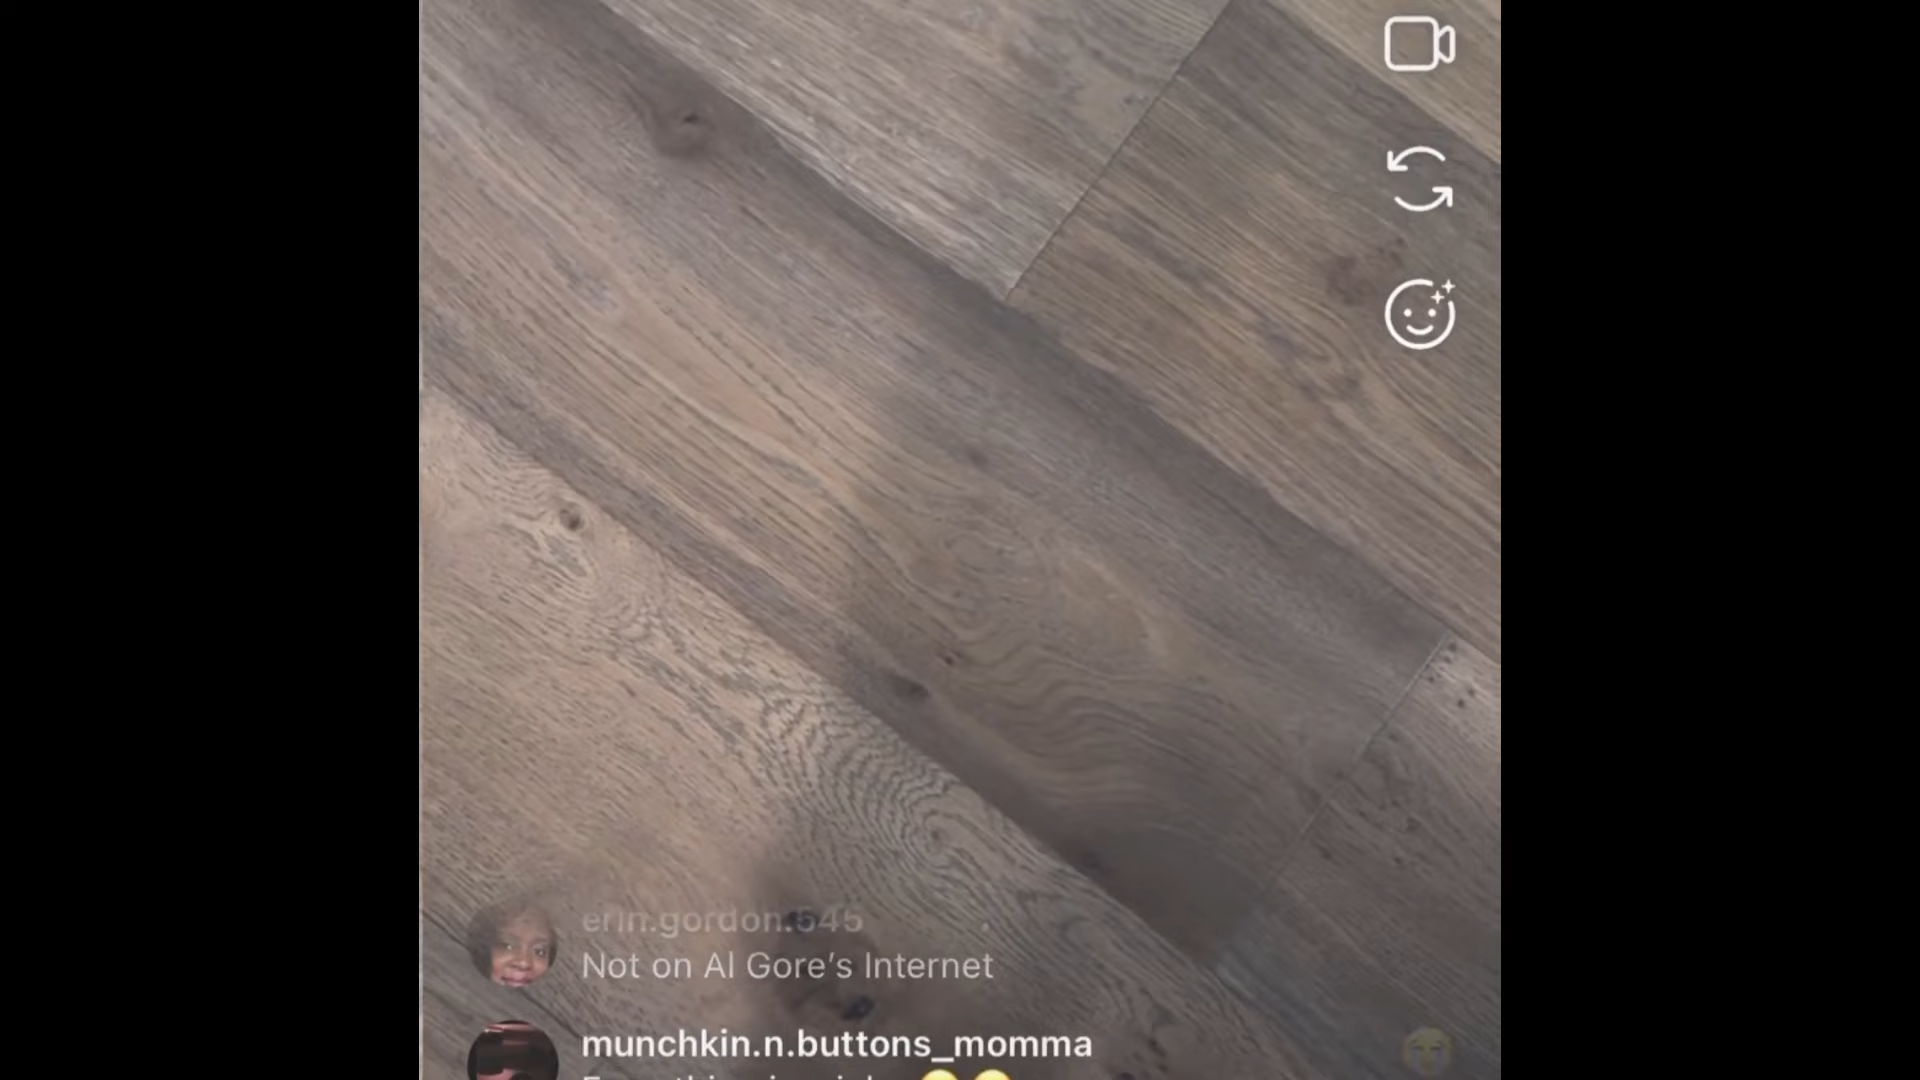 erin.gordon.545
Not on Al Gore’s Internet
munchkin.n.buttons_momma